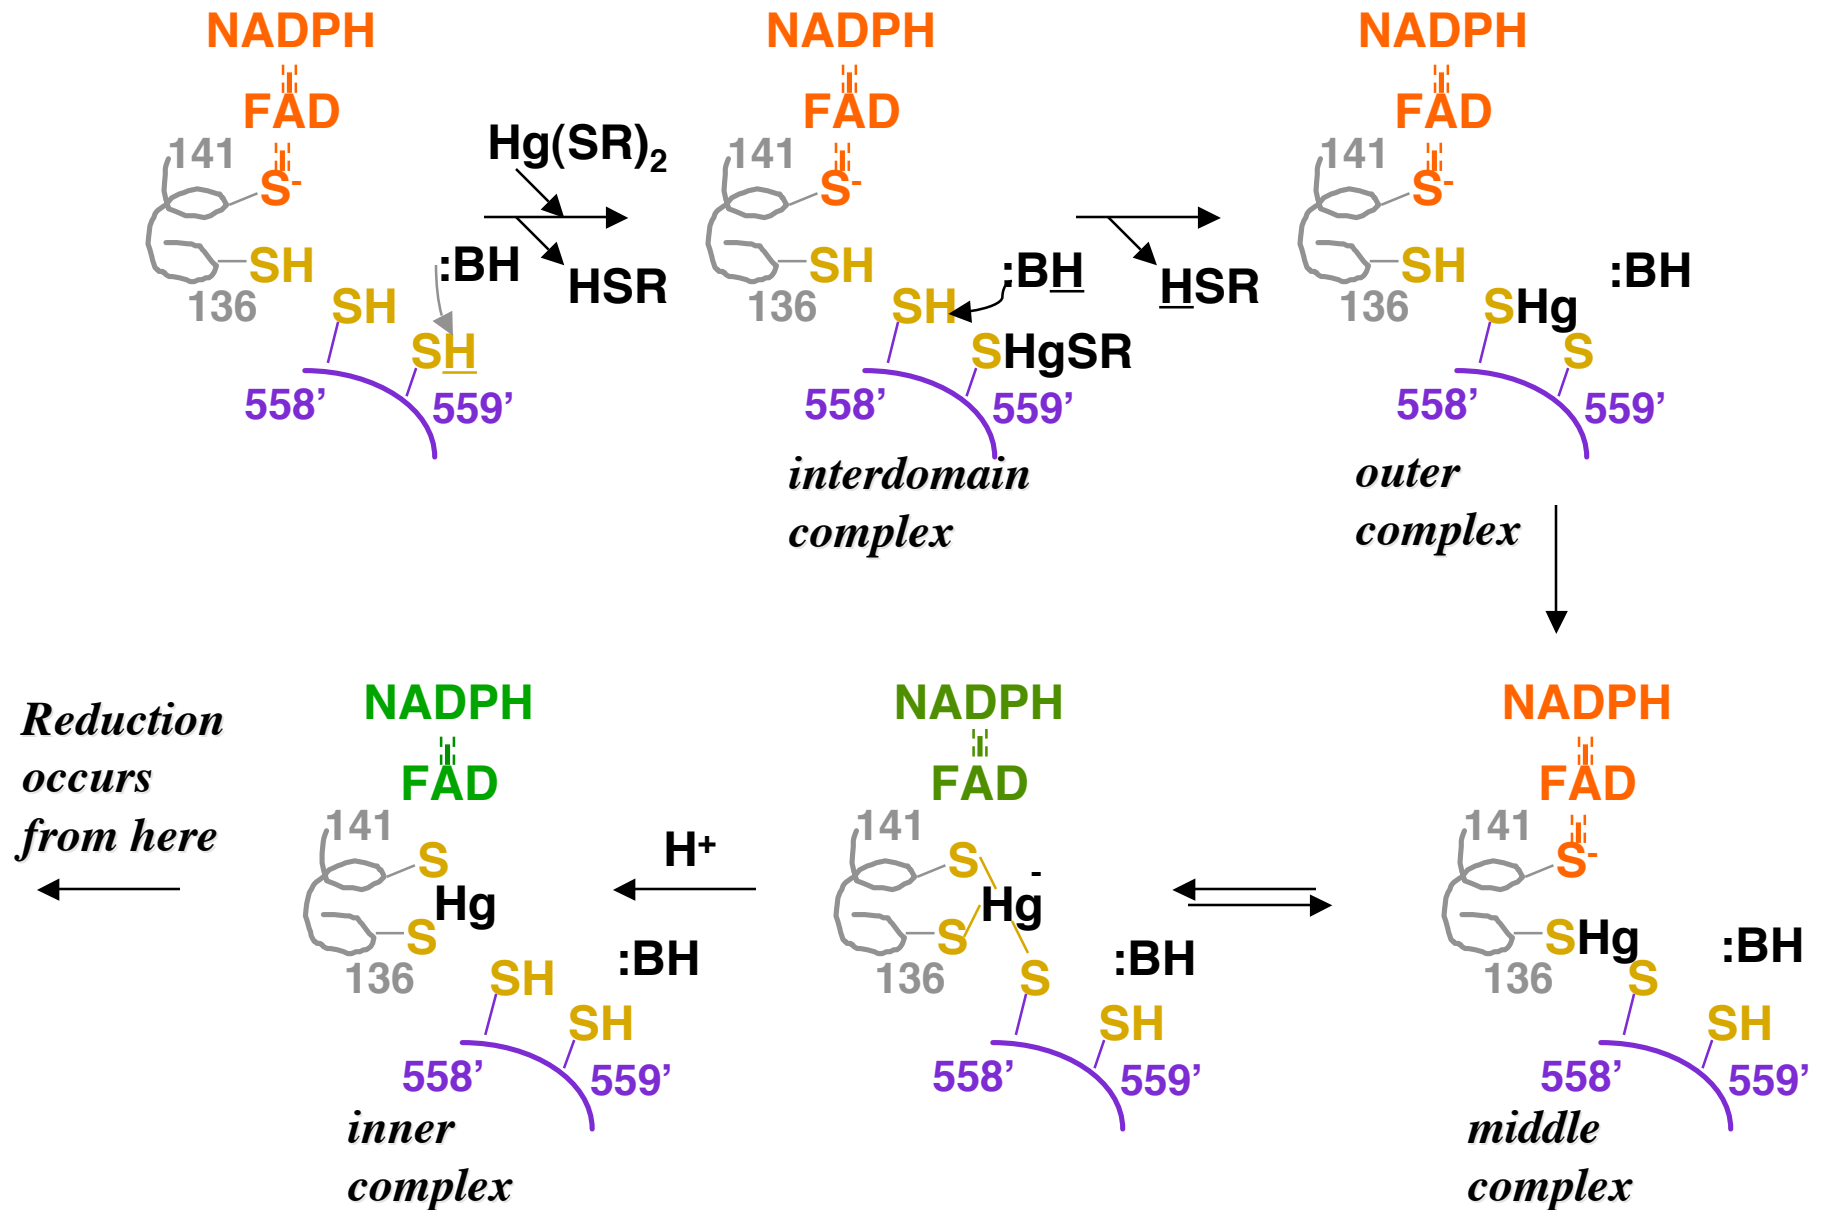 NADPH
FAD
141
S-
SH
136
SH
SH
558’
559’
:BH
Hg(SR)2
HSR
NADPH
FAD
141
S-
SH
136
SH
SHgSR
558’
559’
:BH
interdomain
complex
HSR
NADPH
FAD
141
S-
SH
136
SHg
S
558’
559’
:BH
outer
complex
NADPH
FAD
141
S-
SHg
136
S
SH
558’
559’
:BH
middle
complex
NADPH
FAD
141
S
Hg-
S
136
S
SH
558’
559’
:BH
H+
NADPH
FAD
141
S
Hg
S
136
SH
SH
558’
559’
:BH
inner
complex
Reduction
occurs
from here